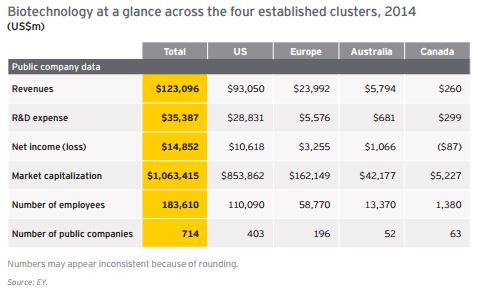 Biotechnology at a glance across the four established clusters, 2014
(US$m)
Total US Europe Australia Canada
Public company data
Revenues $123,096 $93,050 $23,992 $5,794 $260
R&D expense $35,387 $28,831 $5,576 $681 $299
Net income (loss) $14,852 $10,618 $3,255 $1,066 ($87)
Market capitalization $1,063,415 $853,862 $162,149 $42,177 $5,227
Number of employees 183,610 110,090 58,770 13,370 1,380
Number of public companies 714 403 196 52 63
Numbers may appear inconsistent because of rounding.
Source: EY.